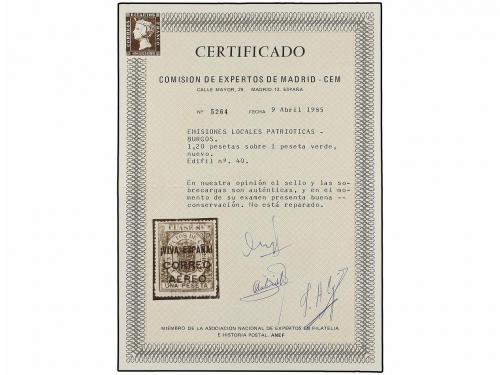 CERTIFICADO
COMISION DE EXPERTOS DE MADRID - CEM
CALLE MAYOR, 29. MADRID-13, ESPAÑA
Nº 5264 FECHA 9 Abril 1985
EMISIONES LOCALES PATRIOTICAS -
BURGOS.
1,20 pesetas sobre 1 peseta verde,
nuevo.
Edifil nº. 40.
En nuestra opinión el sello y las so-
brecargas son auténticas, y en el mo-
mento de su examen presenta buena --
conservación. No está reparado.
CLASE 8ª
¡VIVA ESPAÑA!
CORREO
AEREO
UNA PESETA
MIEMBRO DE LA ASOCIACION NACIONAL DE EXPERTOS EN FILATELIA
E HISTORIA POSTAL. ANEF